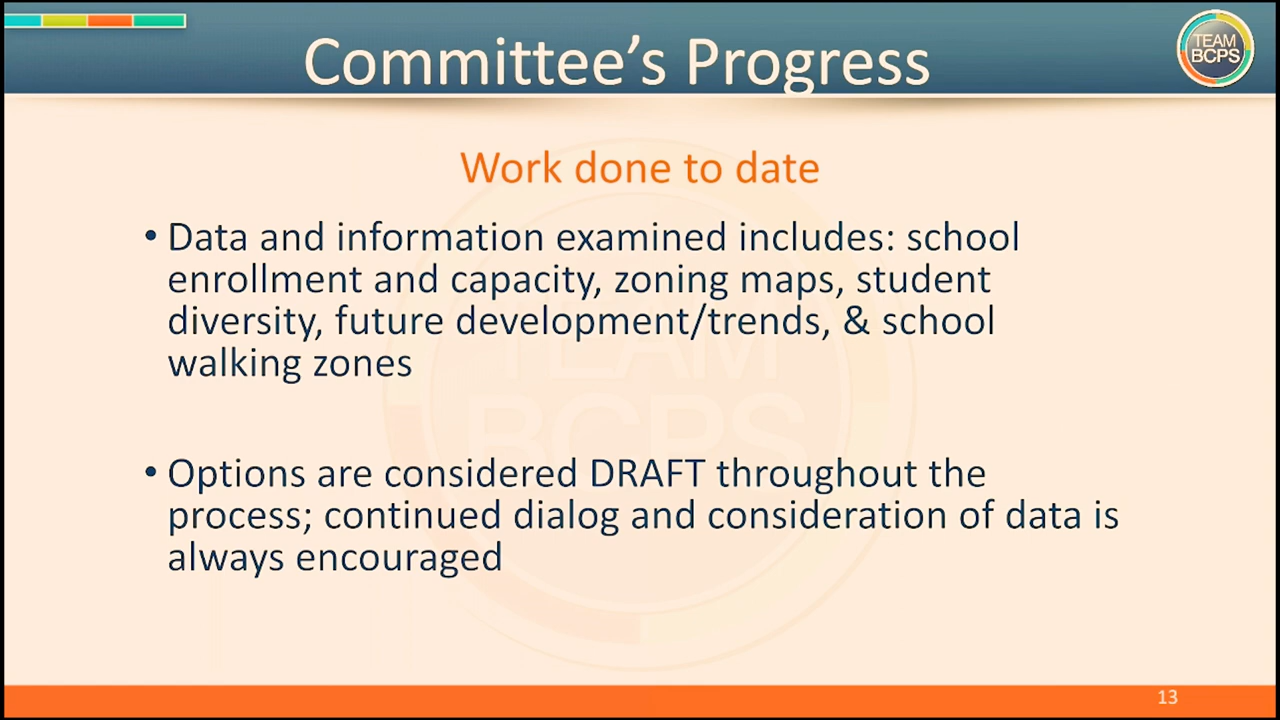 Committee's Progress
TEAM
BCPS
Work done to date
• Data and information examined includes: school
enrollment and capacity, zoning maps, student
diversity, future development/trends, & school
walking zones
TEAM
BCPS
• Options are considered DRAFT throughout the
process; continued dialog and consideration of data is
always encouraged
13